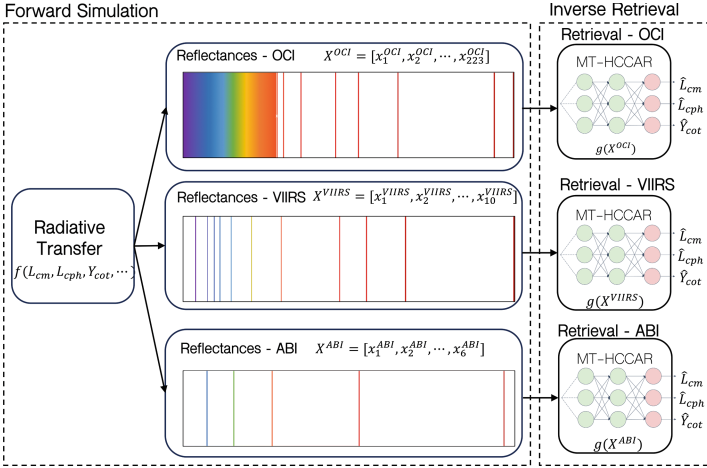 Forward Simulation
Inverse Retrieval
Reflectances - OCI X^{OCI} = [x_1^{OCI}, x_2^{OCI}, ⋯, x_{223}^{OCI}]
Retrieval - OCI
MT-HCCAR
L̂_{cm}
L̂_{cph}
Ŷ_{cot}
g(X^{OCI})
Radiative
Transfer
f(L_{cm}, L_{cph}, Y_{cot}, ⋯)
Reflectances - VIIRS X^{VIIRS} = [x_1^{VIIRS}, x_2^{VIIRS}, ⋯, x_{10}^{VIIRS}]
Retrieval - VIIRS
MT-HCCAR
L̂_{cm}
L̂_{cph}
Ŷ_{cot}
g(X^{VIIRS})
Reflectances - ABI X^{ABI} = [x_1^{ABI}, x_2^{ABI}, ⋯, x_6^{ABI}]
Retrieval - ABI
MT-HCCAR
L̂_{cm}
L̂_{cph}
Ŷ_{cot}
g(X^{ABI})